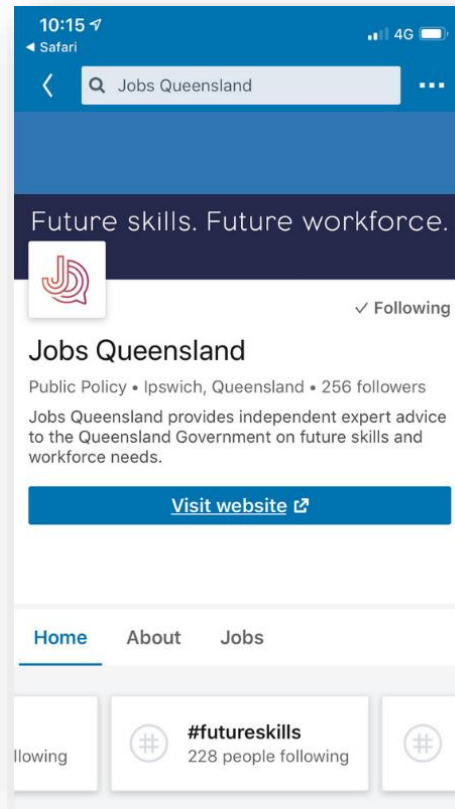 10:15
◀ Safari
4G
Jobs Queensland
Future skills. Future workforce.
✓ Following
Jobs Queensland
Public Policy • Ipswich, Queensland • 256 followers
Jobs Queensland provides independent expert advice
to the Queensland Government on future skills and
workforce needs.
Visit website
Home About Jobs
#futureskills
llowing 228 people following